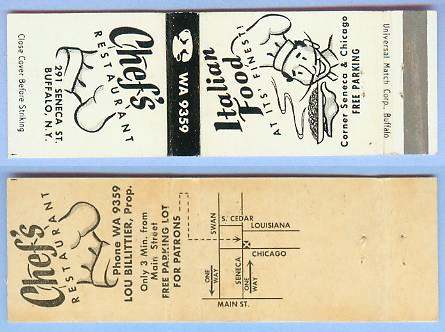 Close Cover Before Striking
Chef's
RESTAURANT
291 SENECA ST.
BUFFALO, N.Y.
WA 9359
Italian
Food
AT ITS FINEST!
Corner Seneca & Chicago
FREE PARKING
Universal Match Corp., Buffalo
Chef's
RESTAURANT
Phone WA 9359
LOU BILLITTIER, Prop.
Only 3 Min. from
Main Street
FREE PARKING LOT
FOR PATRONS
SWAN
S. CEDAR
LOUISIANA
CHICAGO
ONE
WAY
SENECA
ONE
WAY
MAIN ST.